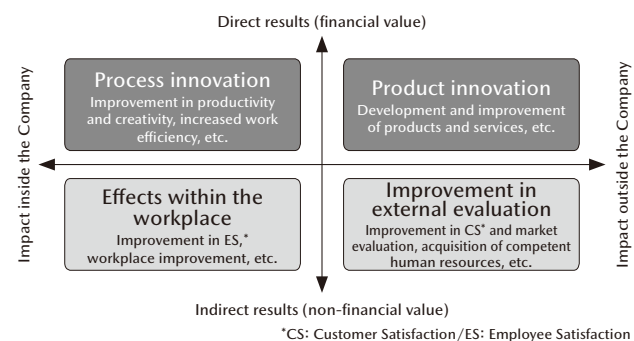 Direct results (financial value)
Impact inside the Company
Process innovation
Improvement in productivity
and creativity, increased work
efficiency, etc.
Product innovation
Development and improvement
of products and services, etc.
Impact outside the Company
Effects within the
workplace
Improvement in ES,*
workplace improvement, etc.
Improvement in
external evaluation
Improvement in CS* and market
evaluation, acquisition of competent
human resources, etc.
Indirect results (non-financial value)
*CS: Customer Satisfaction/ES: Employee Satisfaction